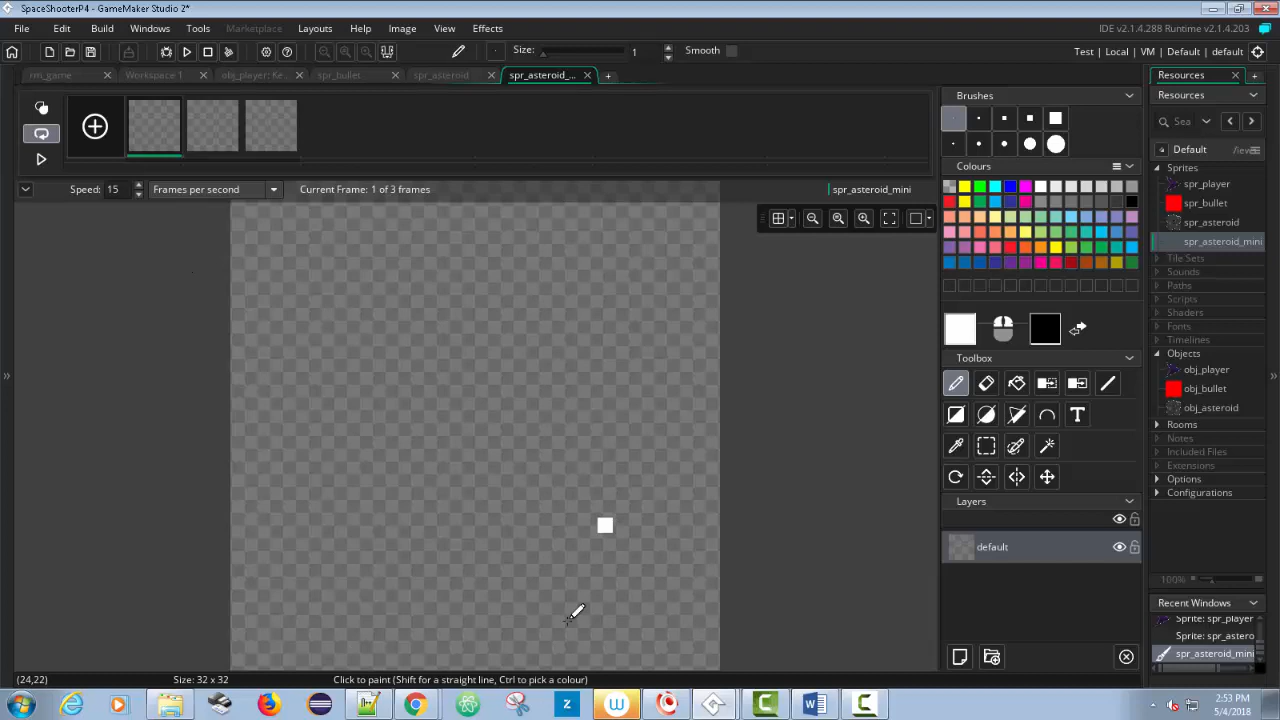 SpaceShooterP4 - GameMaker Studio 2*
File Edit Build Windows Tools Marketplace Layouts Help Image View Effects
IDE v2.1.4.288 Runtime v2.1.4.203
Size: 1 Smooth
Test | Local | VM | Default | default
rm_game Workspace 1 obj_player: Ke... spr_bullet spr_asteroid spr_asteroid_...
Resources
Brushes
Resources
Sea
Default
Speed: 15 Frames per second Current Frame: 1 of 3 frames spr_asteroid_mini
Colours
Sprites
spr_player
spr_bullet
spr_asteroid
spr_asteroid_mini
Tile Sets
Sounds
Paths
Scripts
Shaders
Fonts
Timelines
Objects
obj_player
obj_bullet
obj_asteroid
Rooms
Notes
Included Files
Extensions
Options
Configurations
Toolbox
T
Layers
default
100%
Recent Windows
Sprite: spr_player
Sprite: spr_astero
spr_asteroid_mini
(24,22) Size: 32 x 32 Click to paint (Shift for a straight line, Ctrl to pick a colour)
2:53 PM
5/4/2018